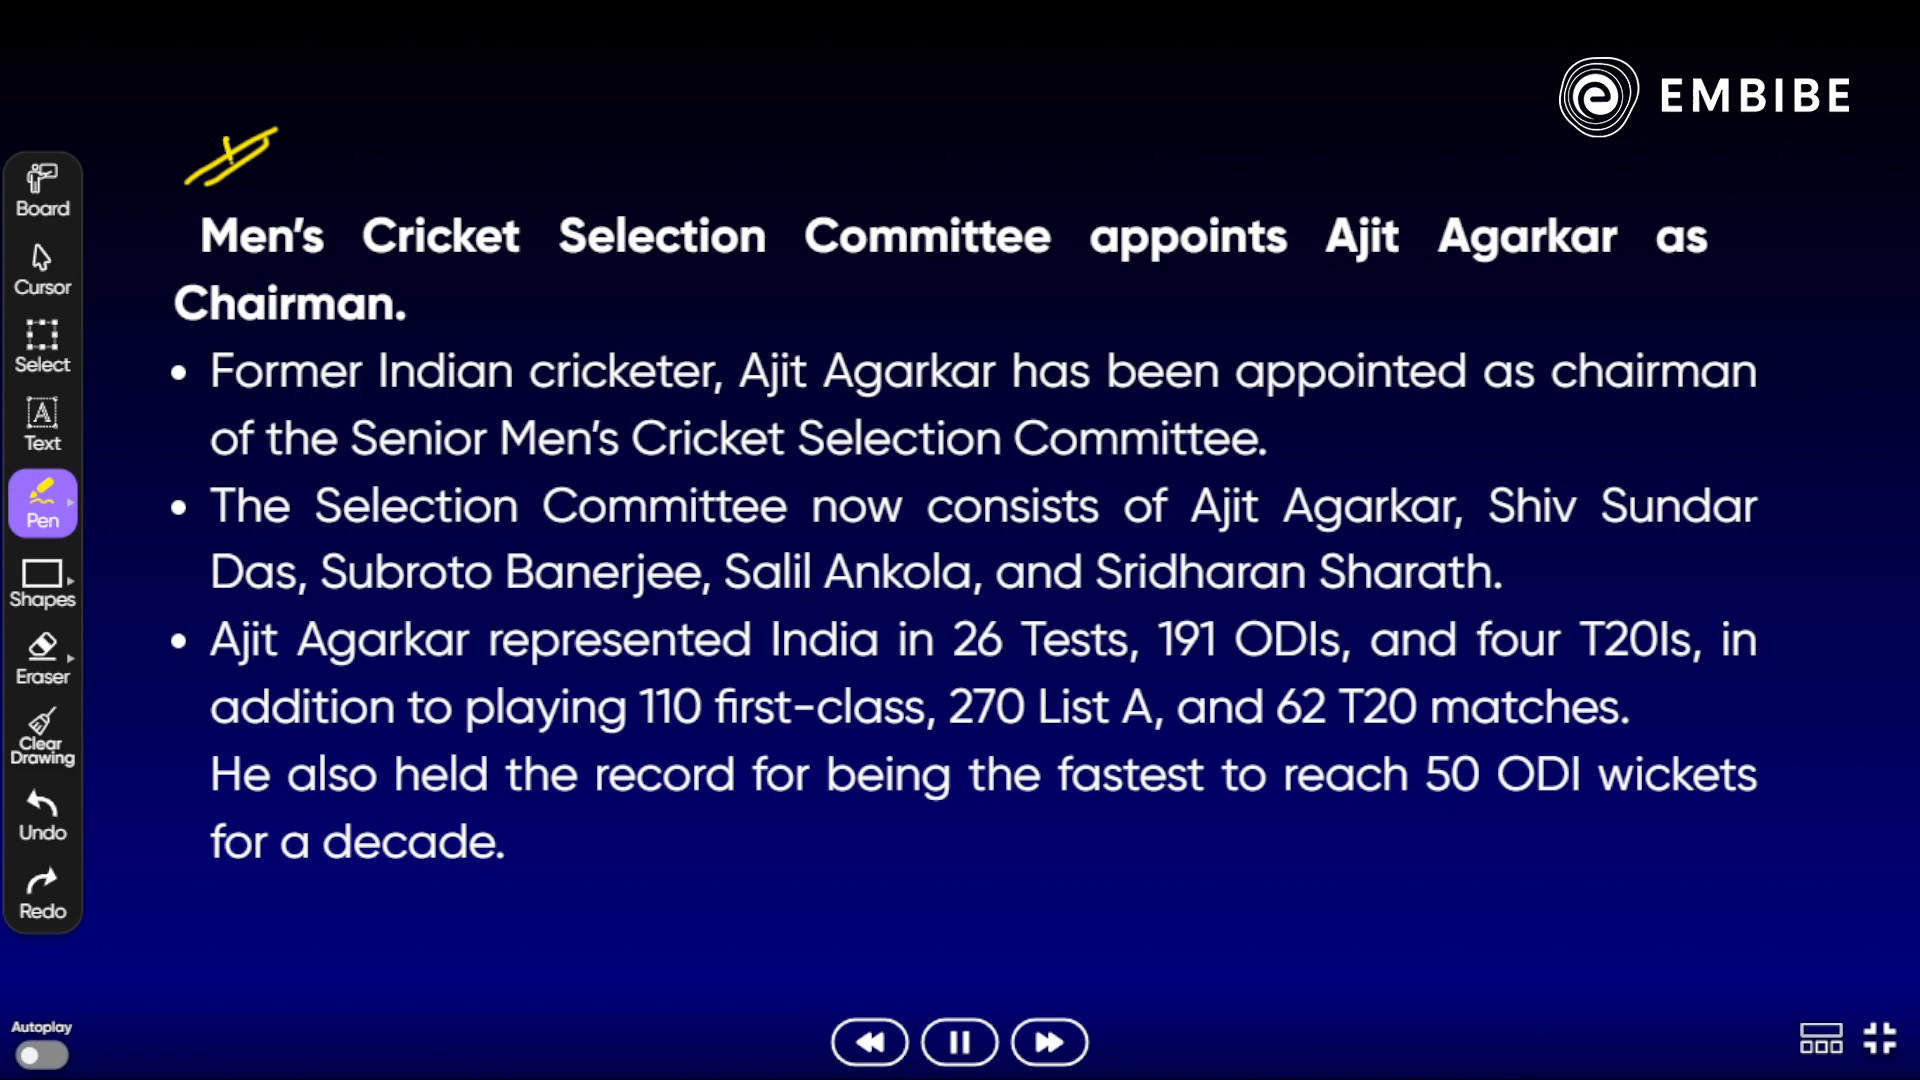 EMBIBE
Men's Cricket Selection Committee appoints Ajit Agarkar as
Chairman.
• Former Indian cricketer, Ajit Agarkar has been appointed as chairman
of the Senior Men's Cricket Selection Committee.
• The Selection Committee now consists of Ajit Agarkar, Shiv Sundar
Das, Subroto Banerjee, Salil Ankola, and Sridharan Sharath.
• Ajit Agarkar represented India in 26 Tests, 191 ODIs, and four T20Is, in
addition to playing 110 first-class, 270 List A, and 62 T20 matches.
He also held the record for being the fastest to reach 50 ODI wickets
for a decade.
Board
Cursor
Select
Text
Pen
Shapes
Eraser
Clear
Drawing
Undo
Redo
Autoplay